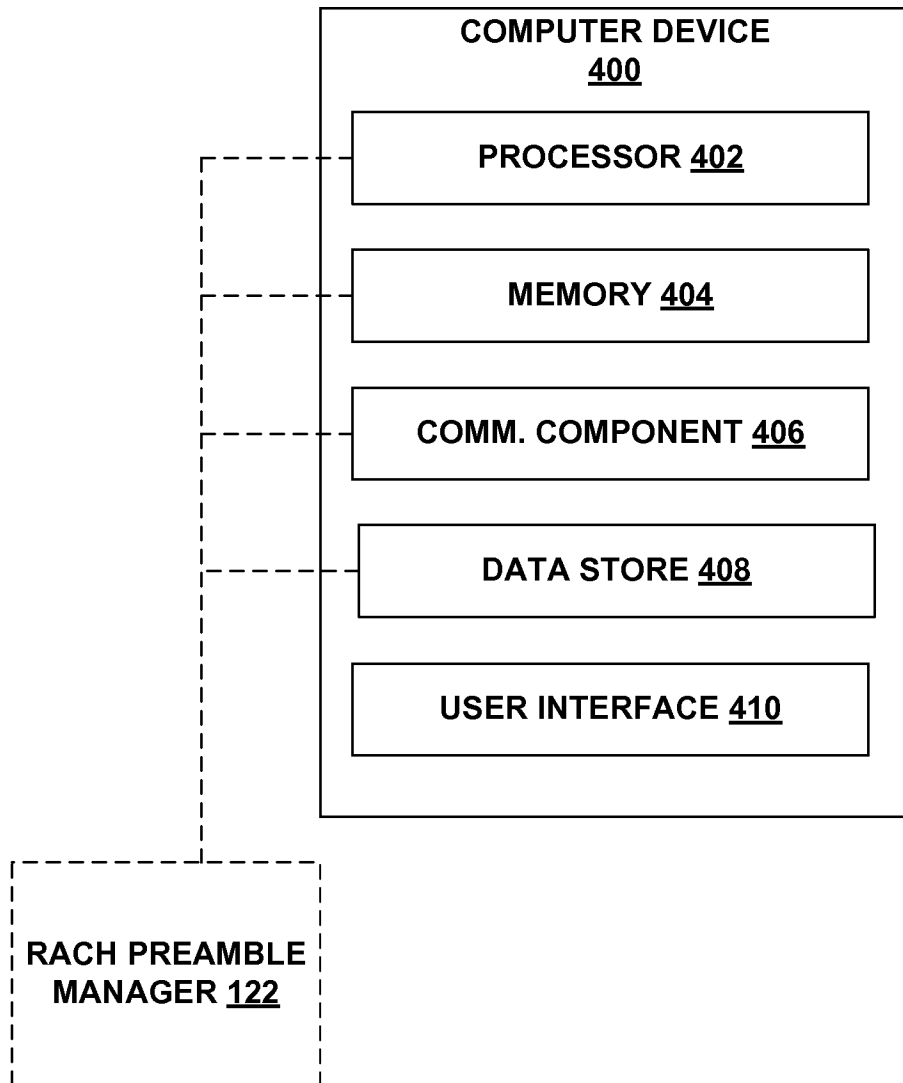 COMPUTER DEVICE
400
PROCESSOR 402
MEMORY 404
COMM. COMPONENT 406
DATA STORE 408
USER INTERFACE 410
RACH PREAMBLE
MANAGER 122